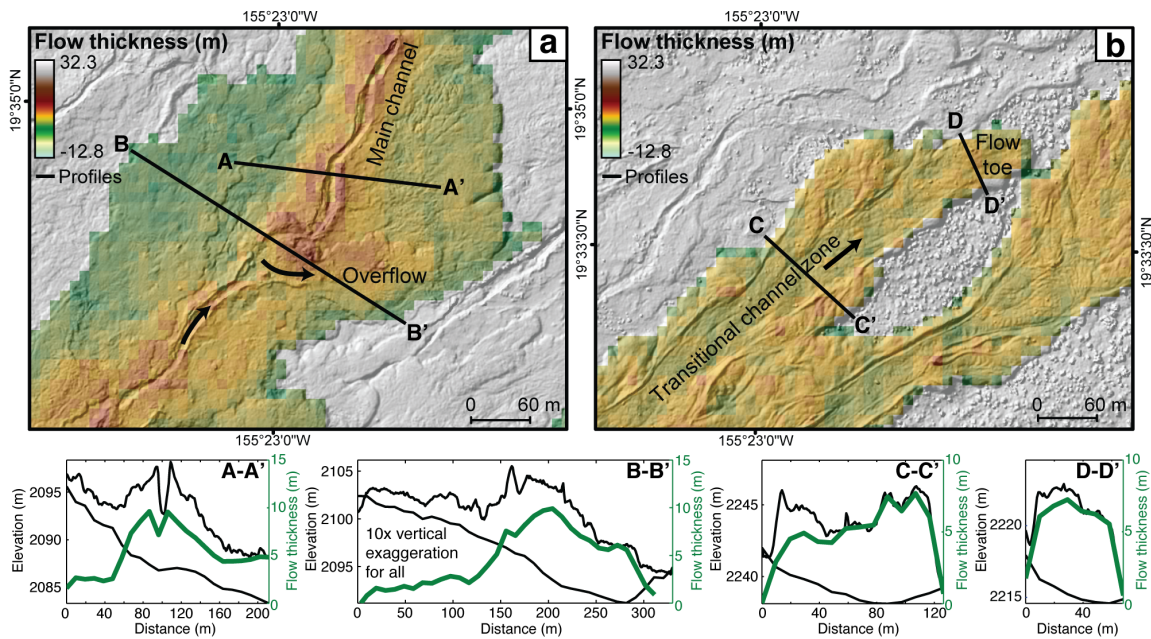 155°23'0"W
155°23'0"W
Flow thickness (m)
a
32.3
-12.8
Profiles
Main channel
19°35'0"N
B
A
A'
Overflow
B'
0 60 m
155°23'0"W
Flow thickness (m)
b
32.3
-12.8
Profiles
19°35'0"N
D
Flow
toe
D'
C
C'
Transitional channel zone
19°33'30"N
19°33'30"N
0 60 m
155°23'0"W
A-A'
Elevation (m)
2095
2090
2085
0 40 80 120 160 200
Distance (m)
15
10
5
0
Flow thickness (m)
B-B'
Elevation (m)
2105
2100
2095
10x vertical
exaggeration
for all
0 50 100 150 200 250 300
Distance (m)
15
10
5
0
Flow thickness (m)
C-C'
Elevation (m)
2245
2240
0 40 80 120
Distance (m)
10
5
0
Flow thickness (m)
D-D'
Elevation (m)
2220
2215
0 40
Distance (m)
10
5
0
Flow thickness (m)